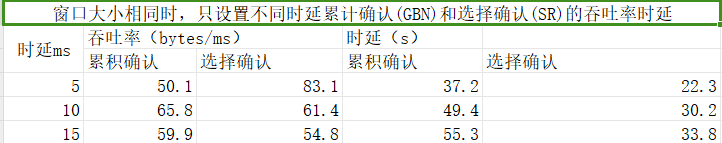 窗口大小相同时，只设置不同时延累计确认(GBN)和选择确认(SR)的吞吐率时延
时延ms 吞吐率（bytes/ms） 时延（s）
累积确认 选择确认 累积确认 选择确认
5 50.1 83.1 37.2 22.3
10 65.8 61.4 49.4 30.2
15 59.9 54.8 55.3 33.8